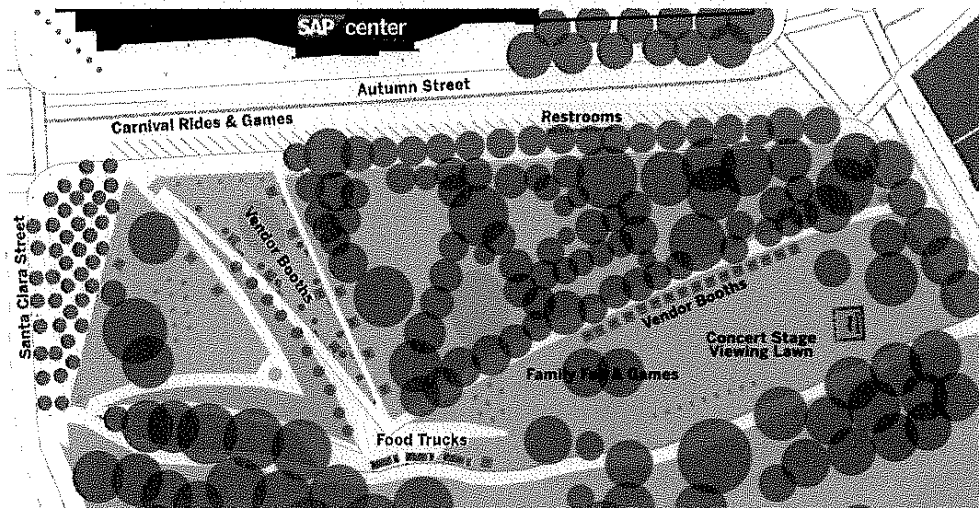 SAP center
Autumn Street
Carnival Rides & Games
Restrooms
Santa Clara Street
Vendor Booths
Vendor Booths
Concert Stage
Viewing Lawn
Family Fun & Games
Food Trucks